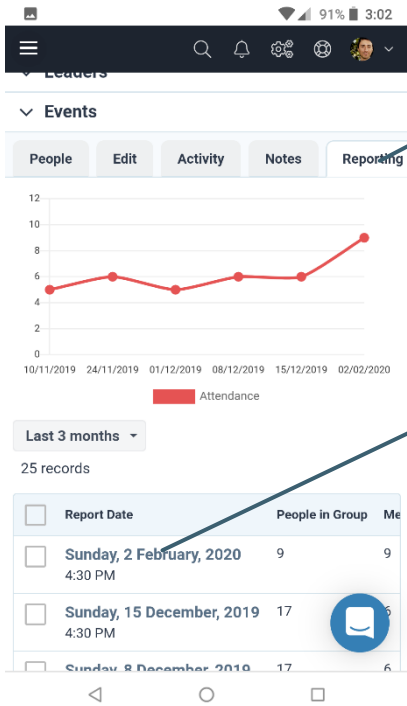 91% 3:02
Leaders
Events
People Edit Activity Notes Reporting
12
10
8
6
4
2
0
10/11/2019 24/11/2019 01/12/2019 08/12/2019 15/12/2019 02/02/2020
Attendance
Last 3 months
25 records
Report Date People in Group Me
Sunday, 2 February, 2020 9 9
4:30 PM
Sunday, 15 December, 2019 17 6
4:30 PM
Sunday, 8 December, 2019 17 6